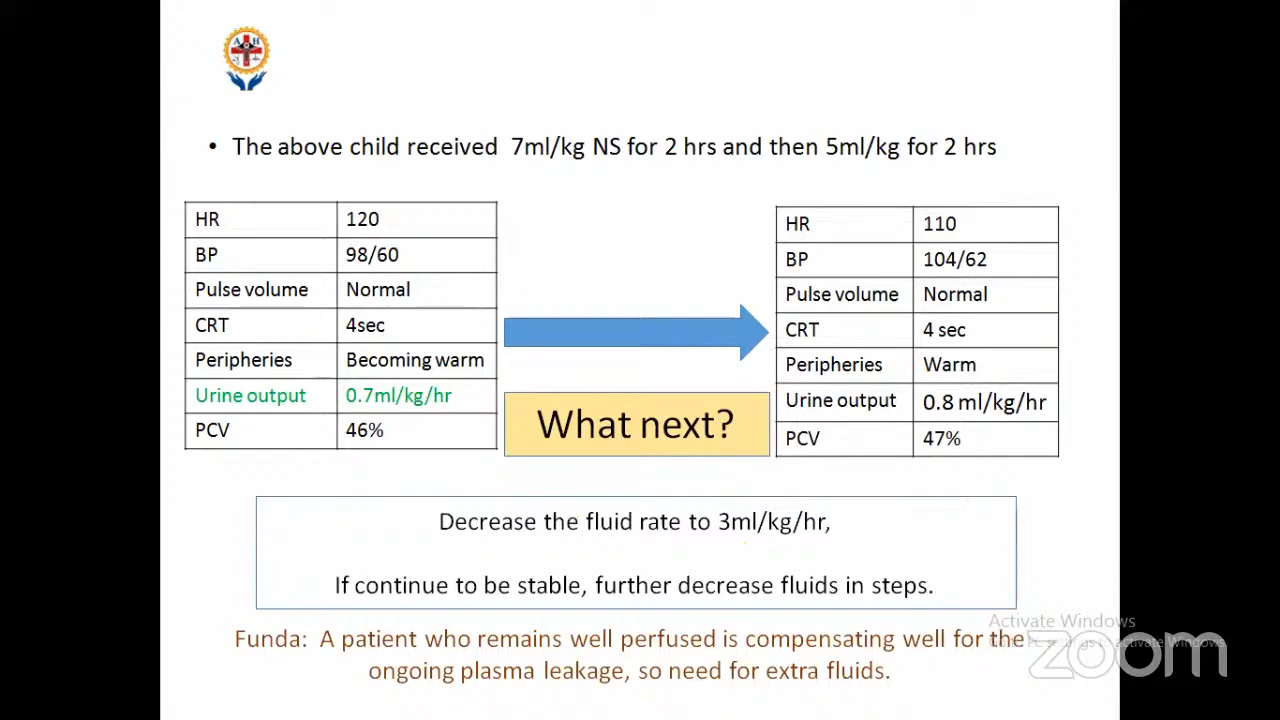 A H
• The above child received 7ml/kg NS for 2 hrs and then 5ml/kg for 2 hrs
HR 120
BP 98/60
Pulse volume Normal
CRT 4sec
Peripheries Becoming warm
Urine output 0.7ml/kg/hr
PCV 46%
What next?
HR 110
BP 104/62
Pulse volume Normal
CRT 4 sec
Peripheries Warm
Urine output 0.8 ml/kg/hr
PCV 47%
Decrease the fluid rate to 3ml/kg/hr,
If continue to be stable, further decrease fluids in steps.
Funda: A patient who remains well perfused is compensating well for the
ongoing plasma leakage, so need for extra fluids.
Activate Windows
settings to activate Windows.
zoom